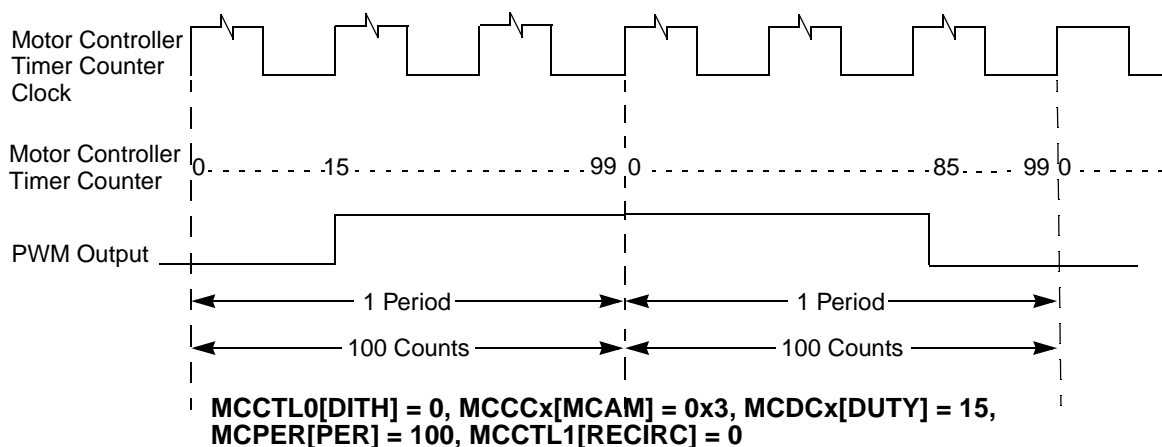 Motor Controller
Timer Counter
Clock
Motor Controller
Timer Counter
0 15 99 0 85 99 0
PWM Output
1 Period 1 Period
100 Counts 100 Counts
MCCTL0[DITH] = 0, MCCCx[MCAM] = 0x3, MCDCx[DUTY] = 15,
MCPER[PER] = 100, MCCTL1[RECIRC] = 0